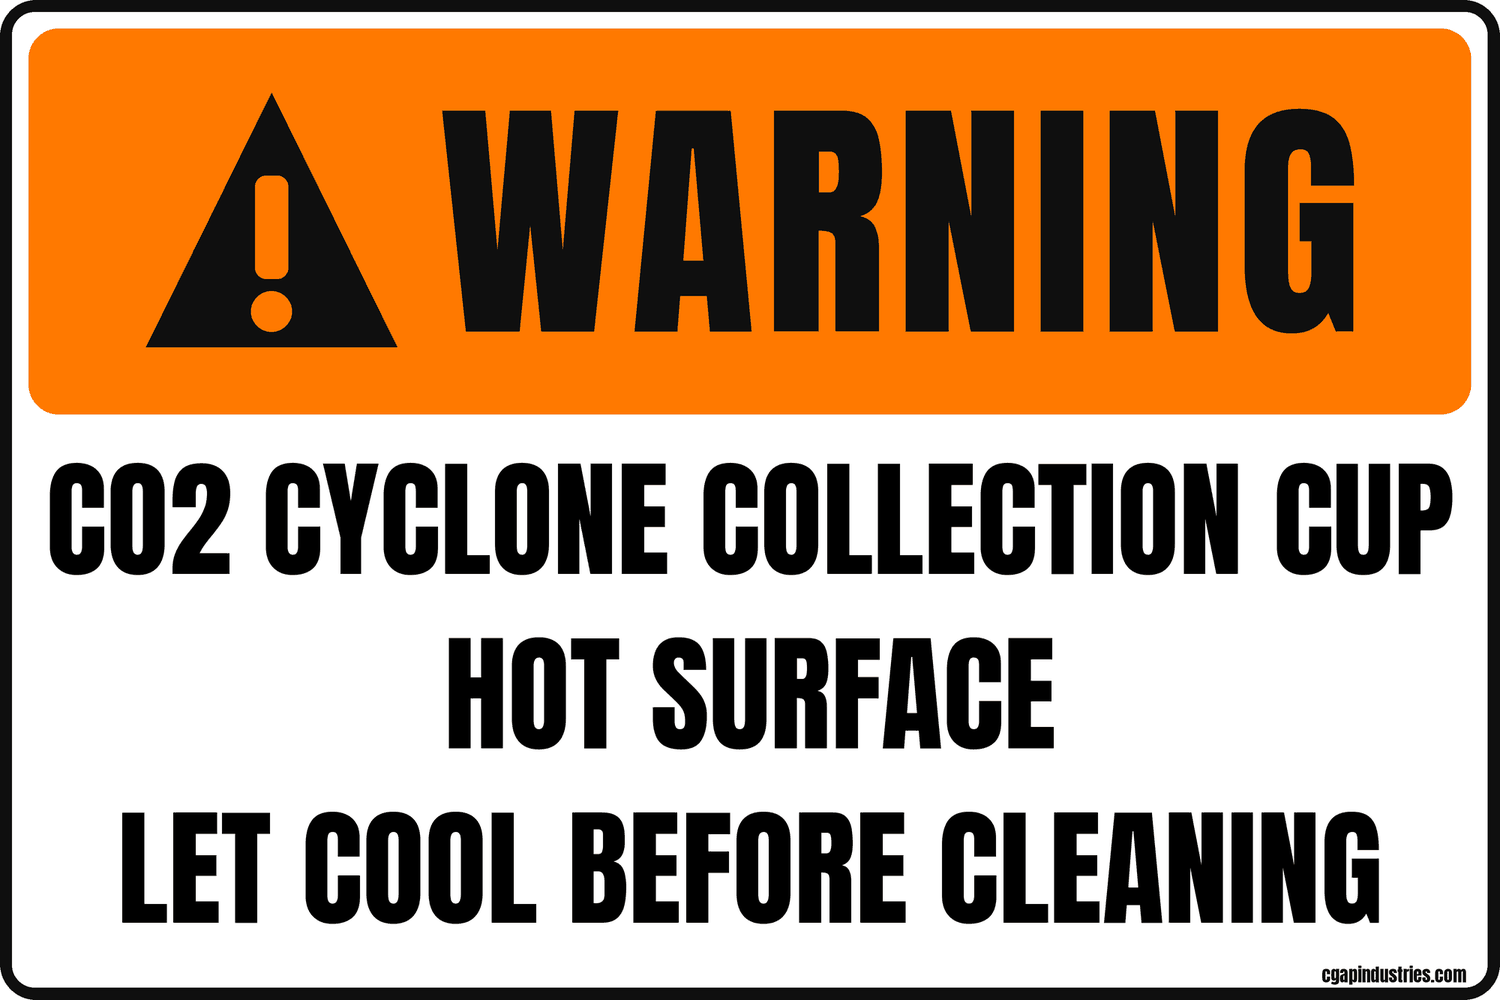 WARNING
CO2 CYCLONE COLLECTION CUP
HOT SURFACE
LET COOL BEFORE CLEANING
cgapindustries.com